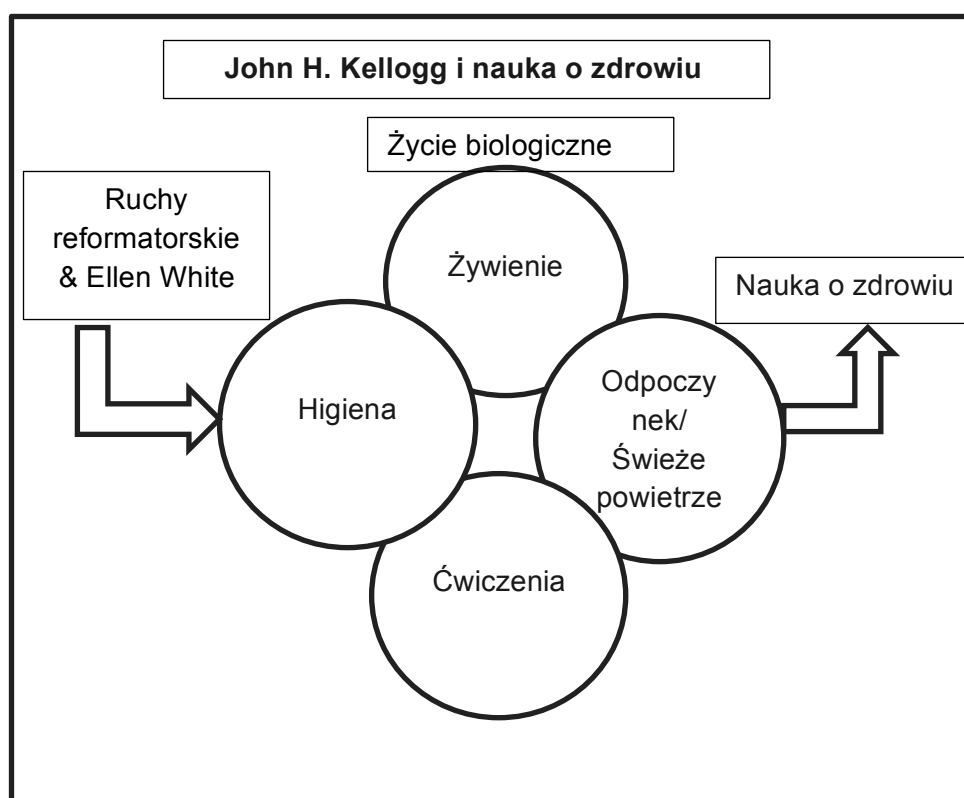 John H. Kellogg i nauka o zdrowiu
Życie biologiczne
Ruchy
reformatorskie
& Ellen White
Żywienie
Nauka o zdrowiu
Higiena
Odpoczy
nek/
Świeże
powietrze
Ćwiczenia